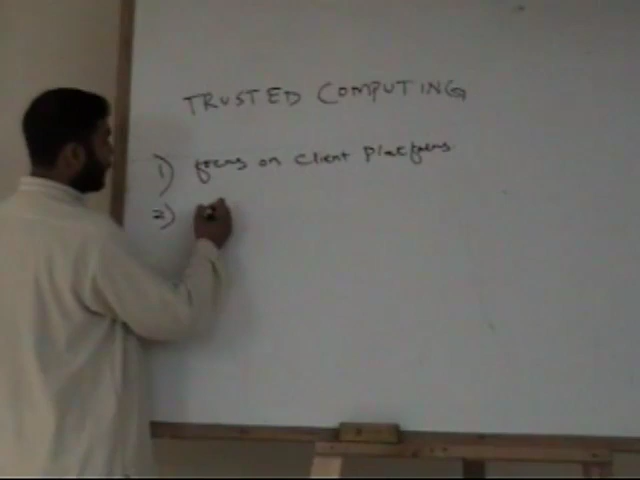 TRUSTED COMPUTING
1) focus on Client Platforms
2)